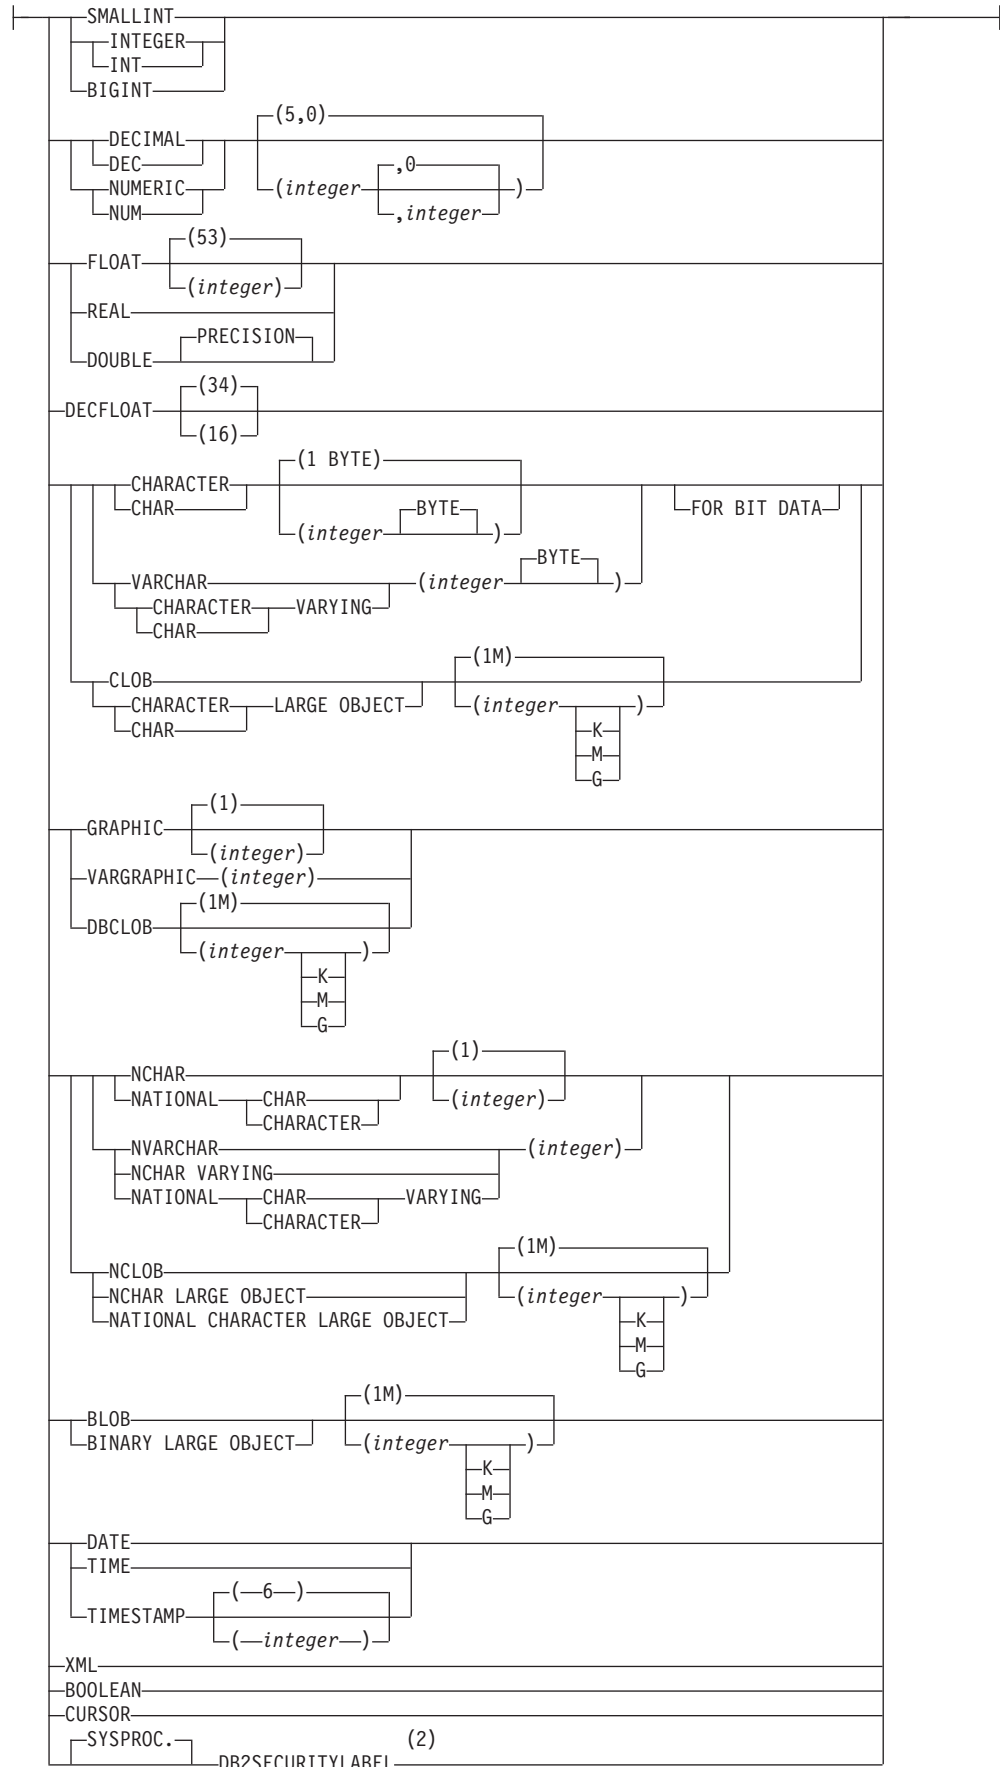 SMALLINT
INTEGER
INT
BIGINT
(5,0)
DECIMAL
DEC ,0
NUMERIC (integer )
NUM ,integer
(53)
FLOAT
(integer)
REAL
PRECISION
DOUBLE
(34)
DECFLOAT
(16)
(1 BYTE)
CHARACTER
CHAR BYTE FOR BIT DATA
(integer )
BYTE
VARCHAR (integer )
CHARACTER VARYING
CHAR
(1M)
CLOB
CHARACTER LARGE OBJECT (integer )
CHAR K
M
G
(1)
GRAPHIC
(integer)
VARGRAPHIC (integer)
(1M)
DBCLOB
(integer )
K
M
G
(1)
NCHAR
NATIONAL CHAR (integer)
CHARACTER
NVARCHAR (integer)
NCHAR VARYING
NATIONAL CHAR VARYING
CHARACTER
(1M)
NCLOB
NCHAR LARGE OBJECT (integer )
NATIONAL CHARACTER LARGE OBJECT K
M
G
(1M)
BLOB
BINARY LARGE OBJECT (integer )
K
M
G
DATE
TIME
( 6 )
TIMESTAMP
( integer )
XML
BOOLEAN
CURSOR
SYSPROC. (2)
DB2SECURITYLABEL